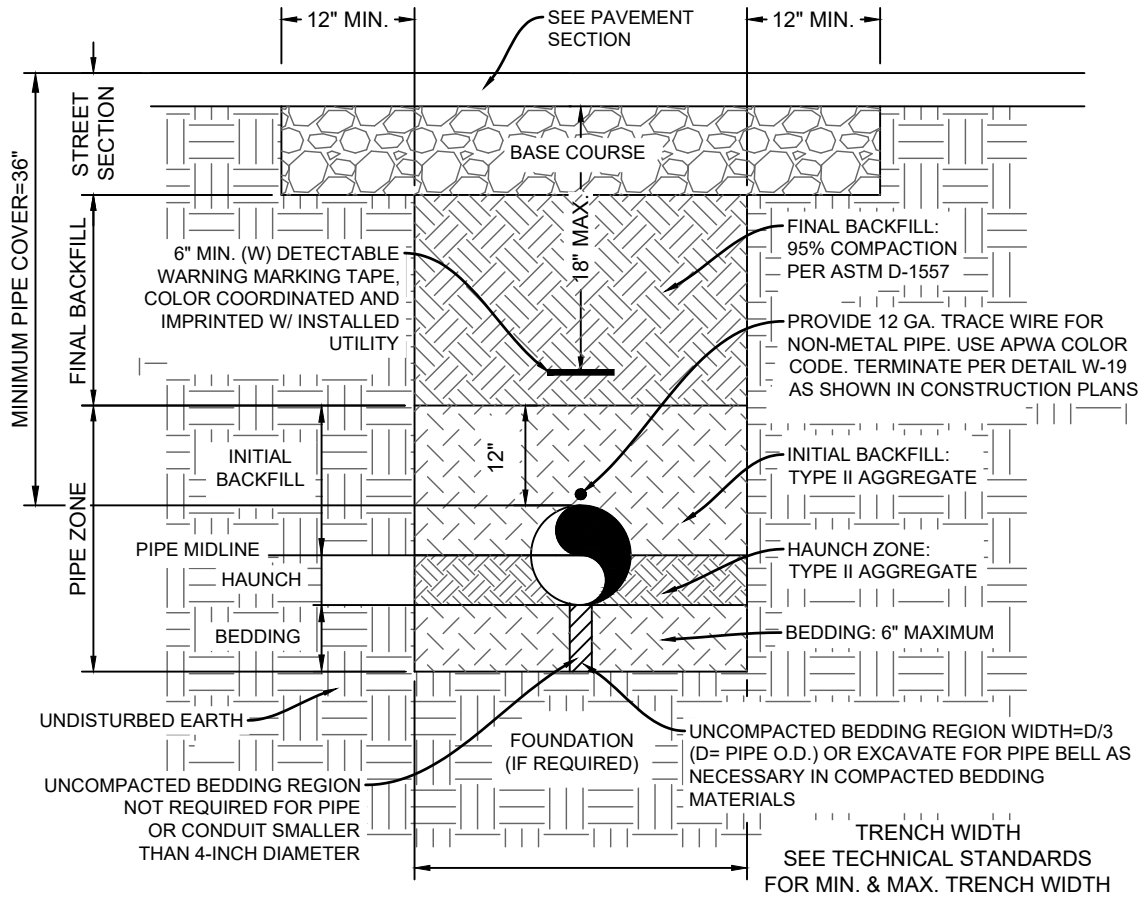 12" MIN.
SEE PAVEMENT
SECTION
12" MIN.
MINIMUM PIPE COVER=36"
STREET
SECTION
BASE COURSE
18" MAX.
FINAL BACKFILL
6" MIN. (W) DETECTABLE
WARNING MARKING TAPE,
COLOR COORDINATED AND
IMPRINTED W/ INSTALLED
UTILITY
FINAL BACKFILL:
95% COMPACTION
PER ASTM D-1557
PROVIDE 12 GA. TRACE WIRE FOR
NON-METAL PIPE. USE APWA COLOR
CODE. TERMINATE PER DETAIL W-19
AS SHOWN IN CONSTRUCTION PLANS
PIPE ZONE
INITIAL
BACKFILL
12"
INITIAL BACKFILL:
TYPE II AGGREGATE
PIPE MIDLINE
HAUNCH
HAUNCH ZONE:
TYPE II AGGREGATE
BEDDING
BEDDING: 6" MAXIMUM
UNDISTURBED EARTH
FOUNDATION
(IF REQUIRED)
UNCOMPACTED BEDDING REGION WIDTH=D/3
(D= PIPE O.D.) OR EXCAVATE FOR PIPE BELL AS
NECESSARY IN COMPACTED BEDDING
MATERIALS
UNCOMPACTED BEDDING REGION
NOT REQUIRED FOR PIPE
OR CONDUIT SMALLER
THAN 4-INCH DIAMETER
TRENCH WIDTH
SEE TECHNICAL STANDARDS
FOR MIN. & MAX. TRENCH WIDTH